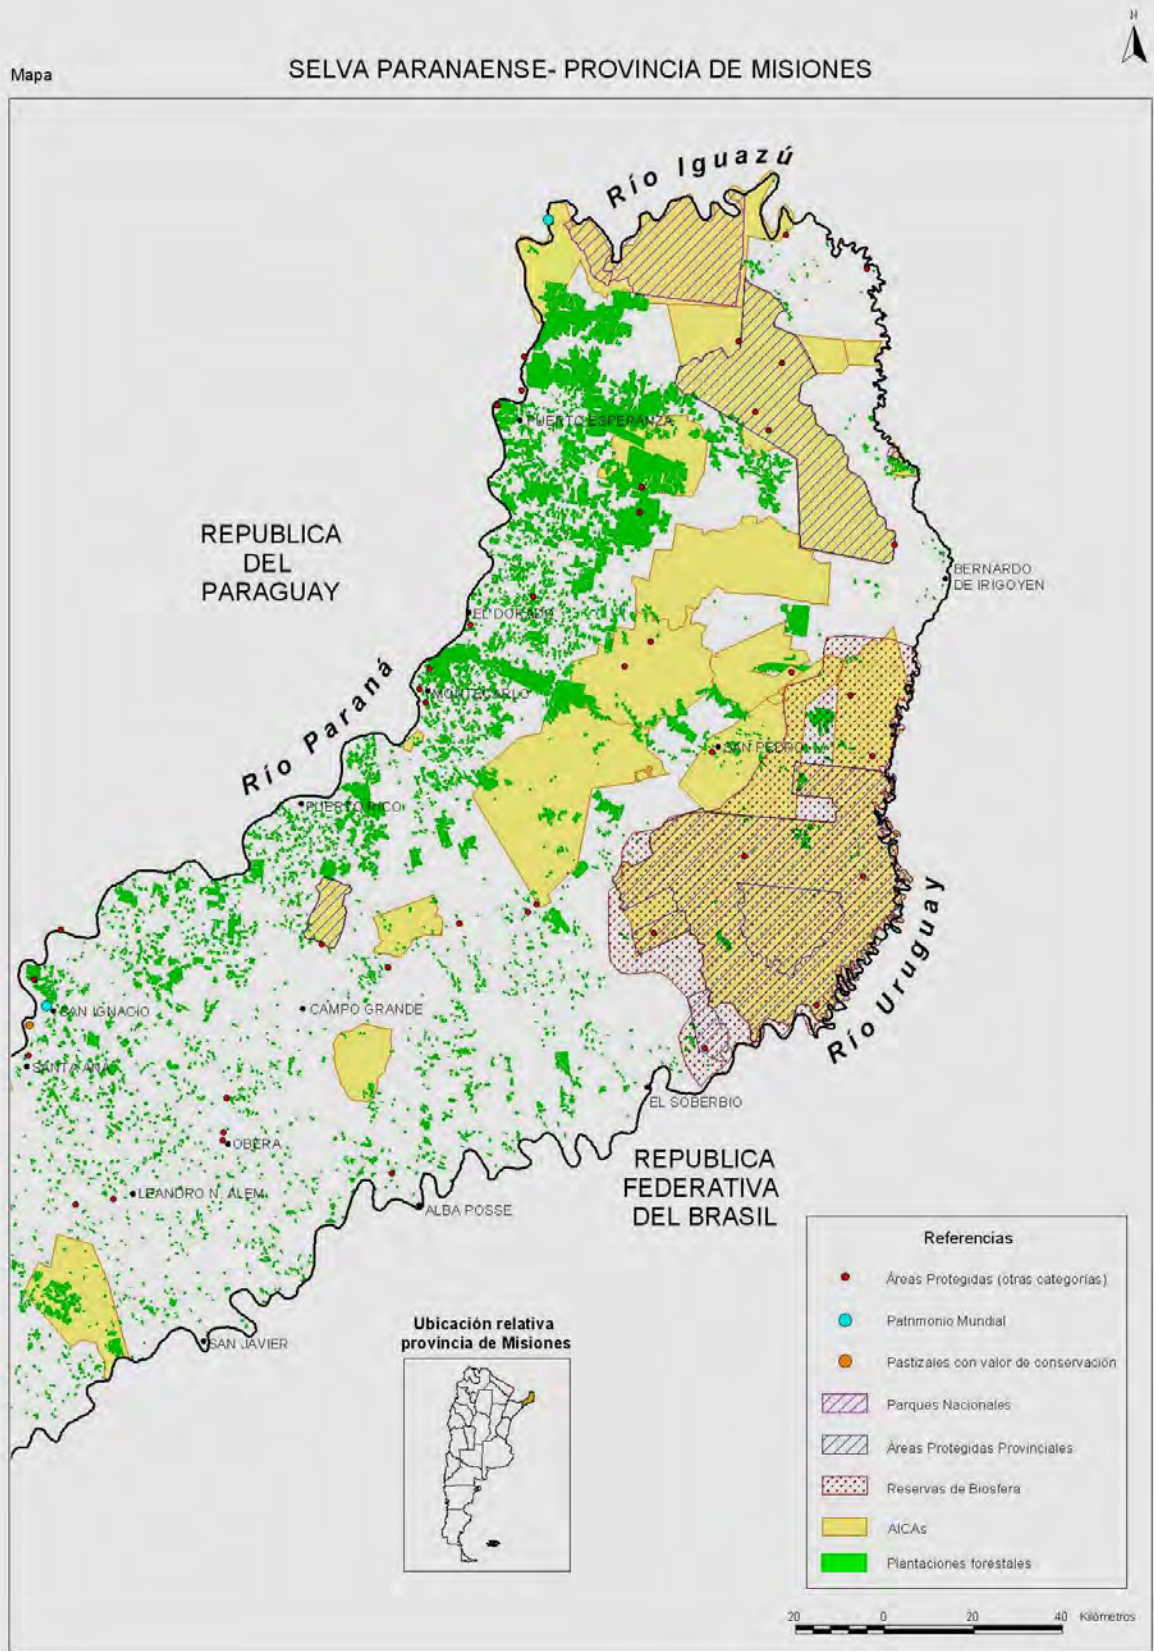 N
Mapa
SELVA PARANAENSE- PROVINCIA DE MISIONES
Río Iguazú
PUERTO ESPERANZA
REPUBLICA
DEL
PARAGUAY
BERNARDO
DE IRIGOYEN
EL DORADO
MONTECARLO
Río Paraná
SAN PEDRO
PUERTO RICO
Río Uruguay
SAN IGNACIO
CAMPO GRANDE
SANTA ANA
EL SOBERBIO
OBERA
REPUBLICA
FEDERATIVA
DEL BRASIL
LEANDRO N. ALEM
ALBA POSSE
SAN JAVIER
Ubicación relativa
provincia de Misiones
Referencias
Áreas Protegidas (otras categorías)
Patrimonio Mundial
Pastizales con valor de conservación
Parques Nacionales
Áreas Protegidas Provinciales
Reservas de Biosfera
AICAs
Plantaciones forestales
20 0 20 40 Kilómetros